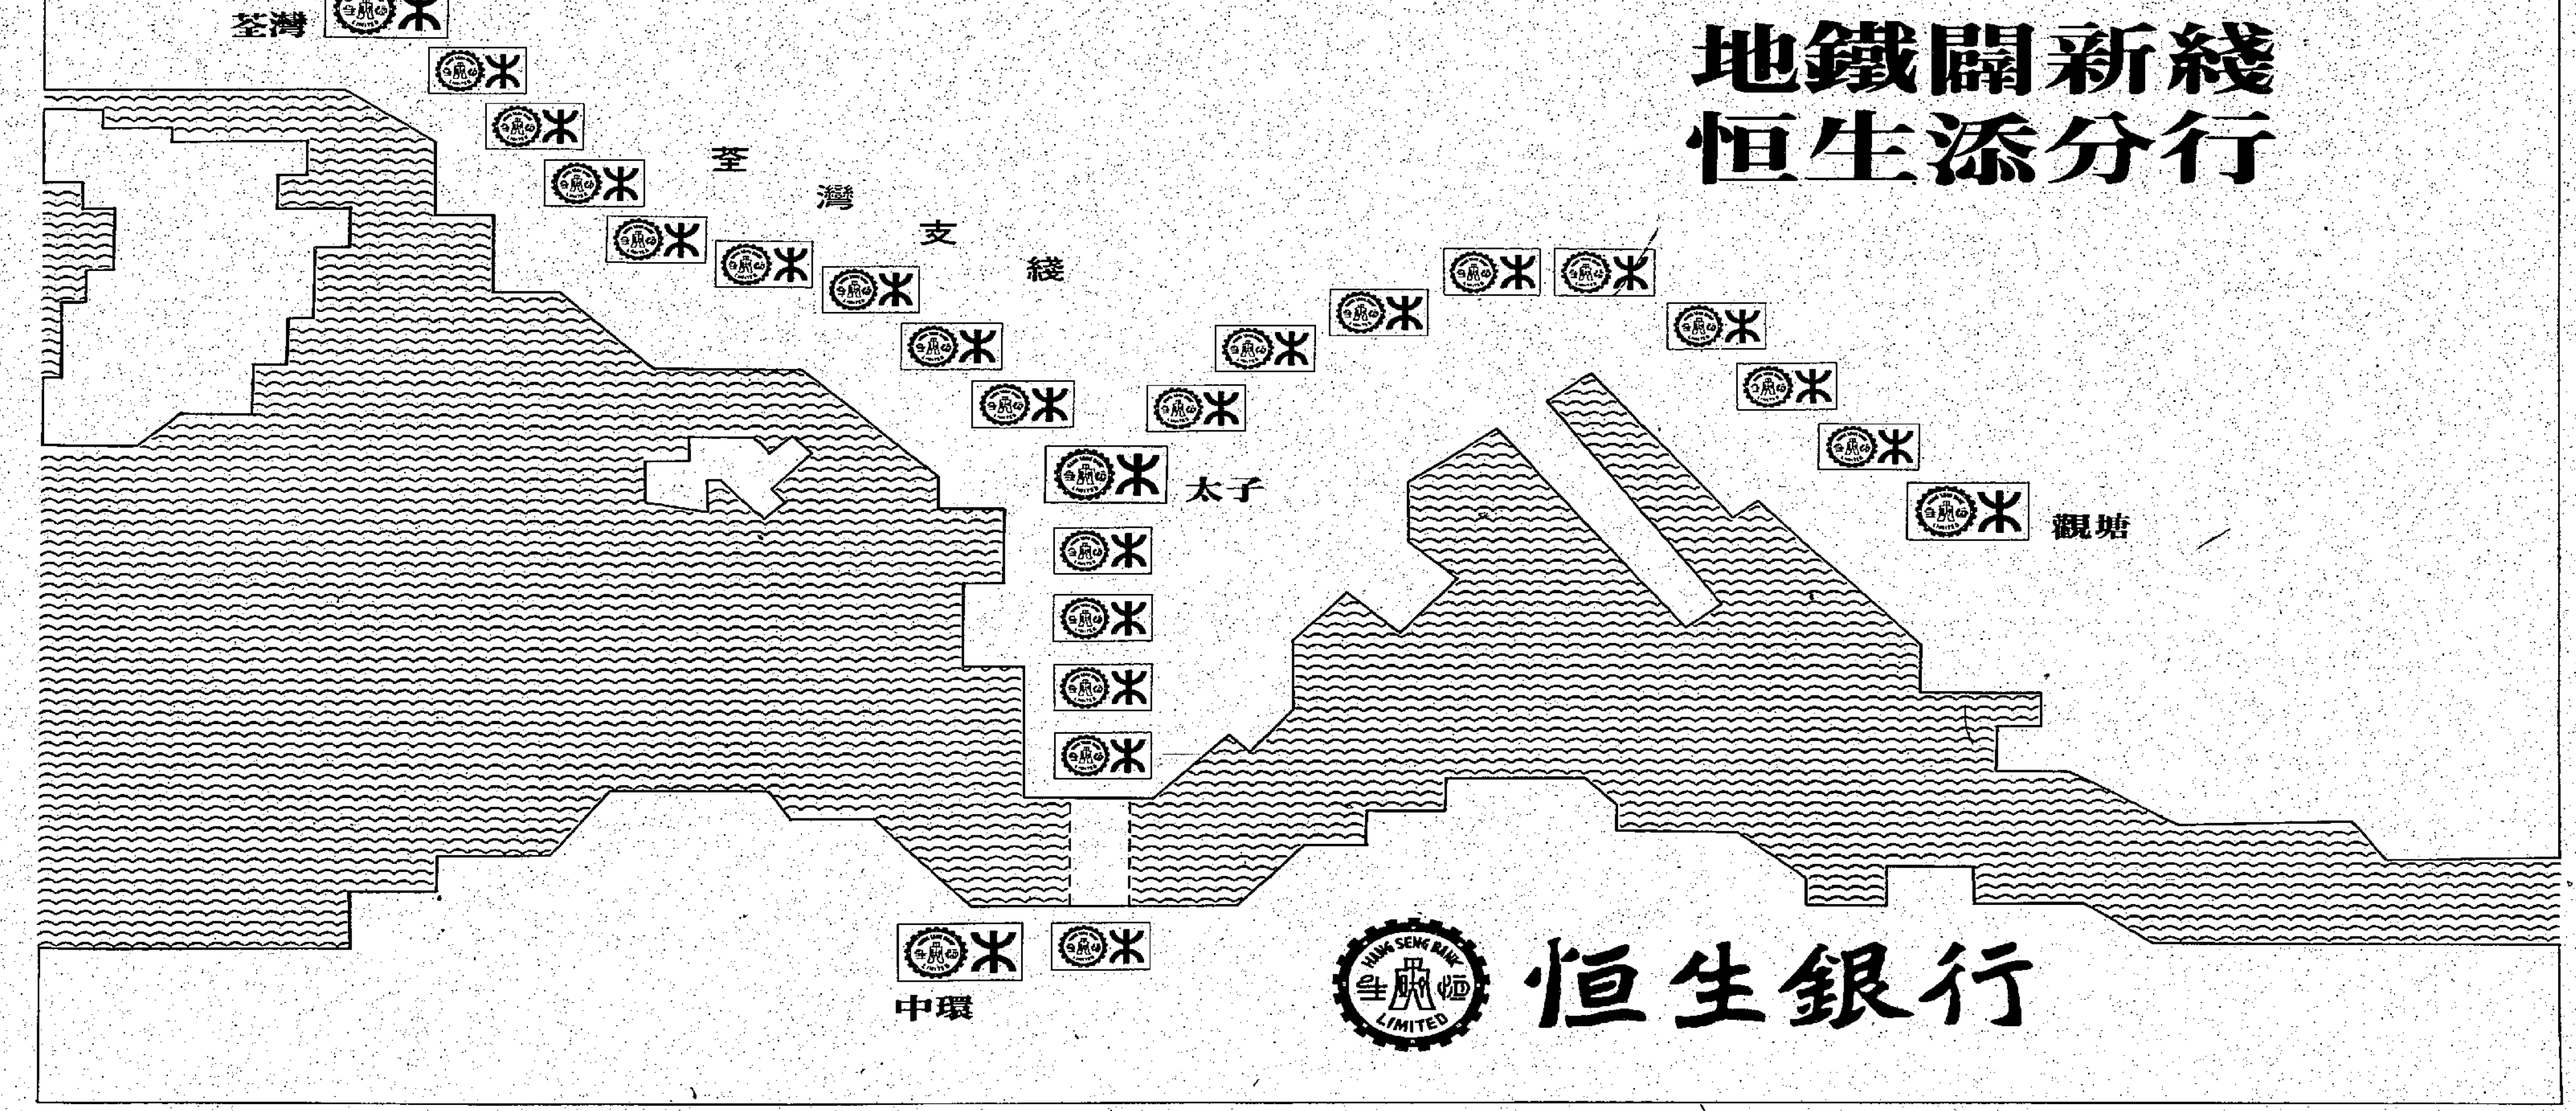 地鐵闢新綫
恒生添分行
荃灣
荃灣支綫
太子
觀塘
中環
HANG SENG BANK
LIMITED
恒生銀行